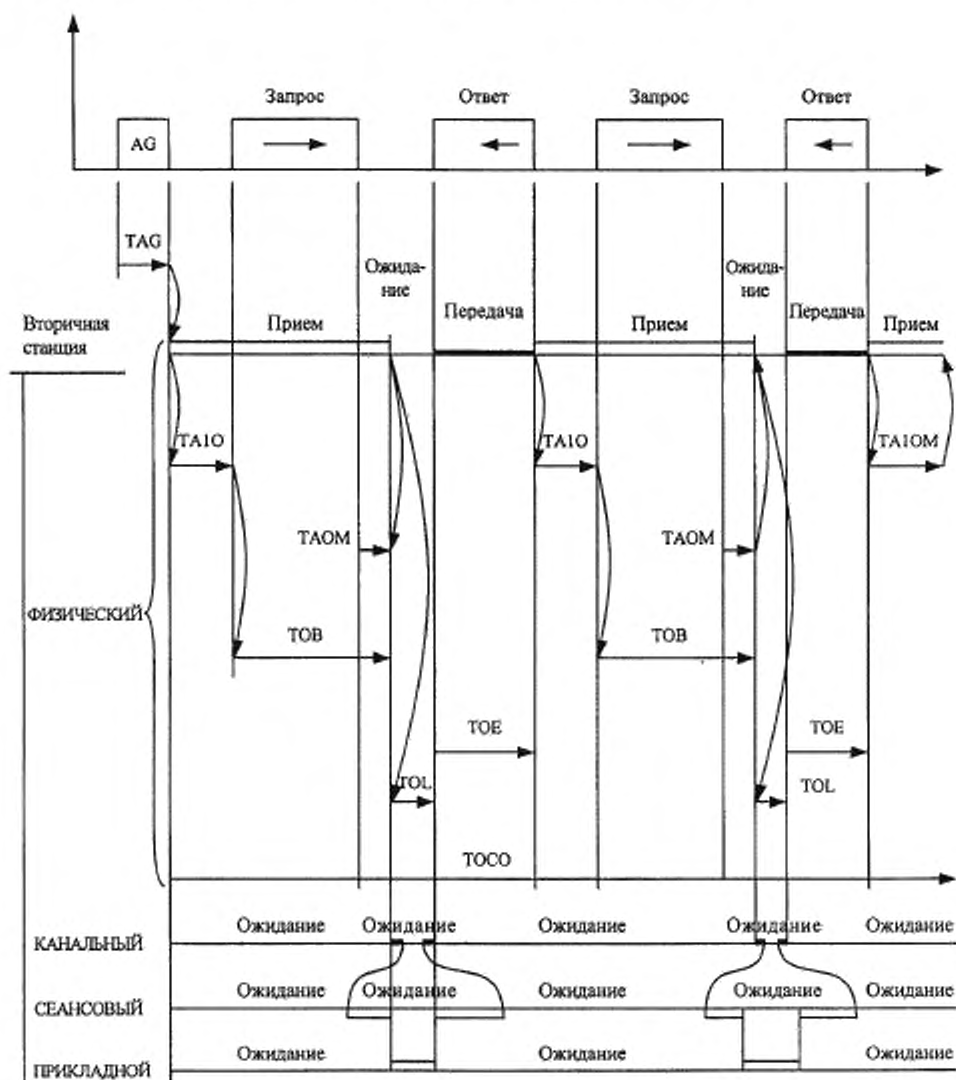 Запрос Ответ Запрос Ответ
AG
TAG
Ожида-
ние
Ожида-
ние
Вторичная
станция
Прием
Передача
Прием
Передача
Прием
TA1O
TA1O
TA1OM
TAOM
TAOM
ФИЗИЧЕСКИЙ
TOB
TOB
TOE
TOE
TOL
TOL
TOCO
КАНАЛЬНЫЙ
Ожидание Ожидание Ожидание Ожидание Ожидание
СЕАНСОВЫЙ
Ожидание Ожидание Ожидание Ожидание Ожидание
ПРИКЛАДНОЙ
Ожидание Ожидание Ожидание